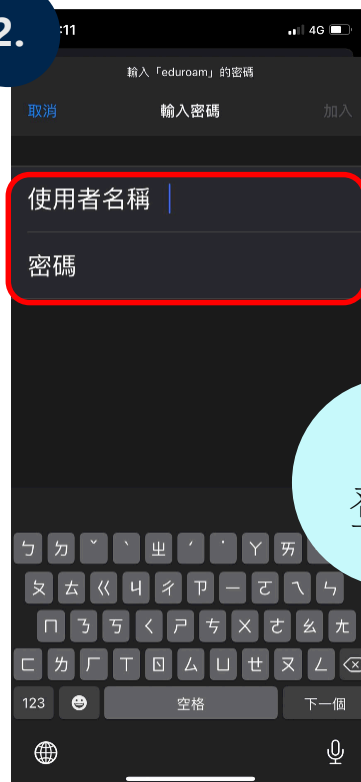 2.
:11
4G
輸入「eduroam」的密碼
取消 輸入密碼 加入
使用者名稱
密碼
ㄅ ㄉ ˇ ˋ ㄓ ˊ ˙ ㄚ ㄞ
ㄆ ㄊ ㄍ ㄐ ㄔ ㄗ ㄧ ㄛ ㄟ ㄣ
ㄇ ㄋ ㄎ ㄑ ㄕ ㄘ ㄨ ㄜ ㄠ ㄤ
ㄈ ㄌ ㄏ ㄒ ㄖ ㄙ ㄩ ㄝ ㄡ ㄥ
123 空格 下一個